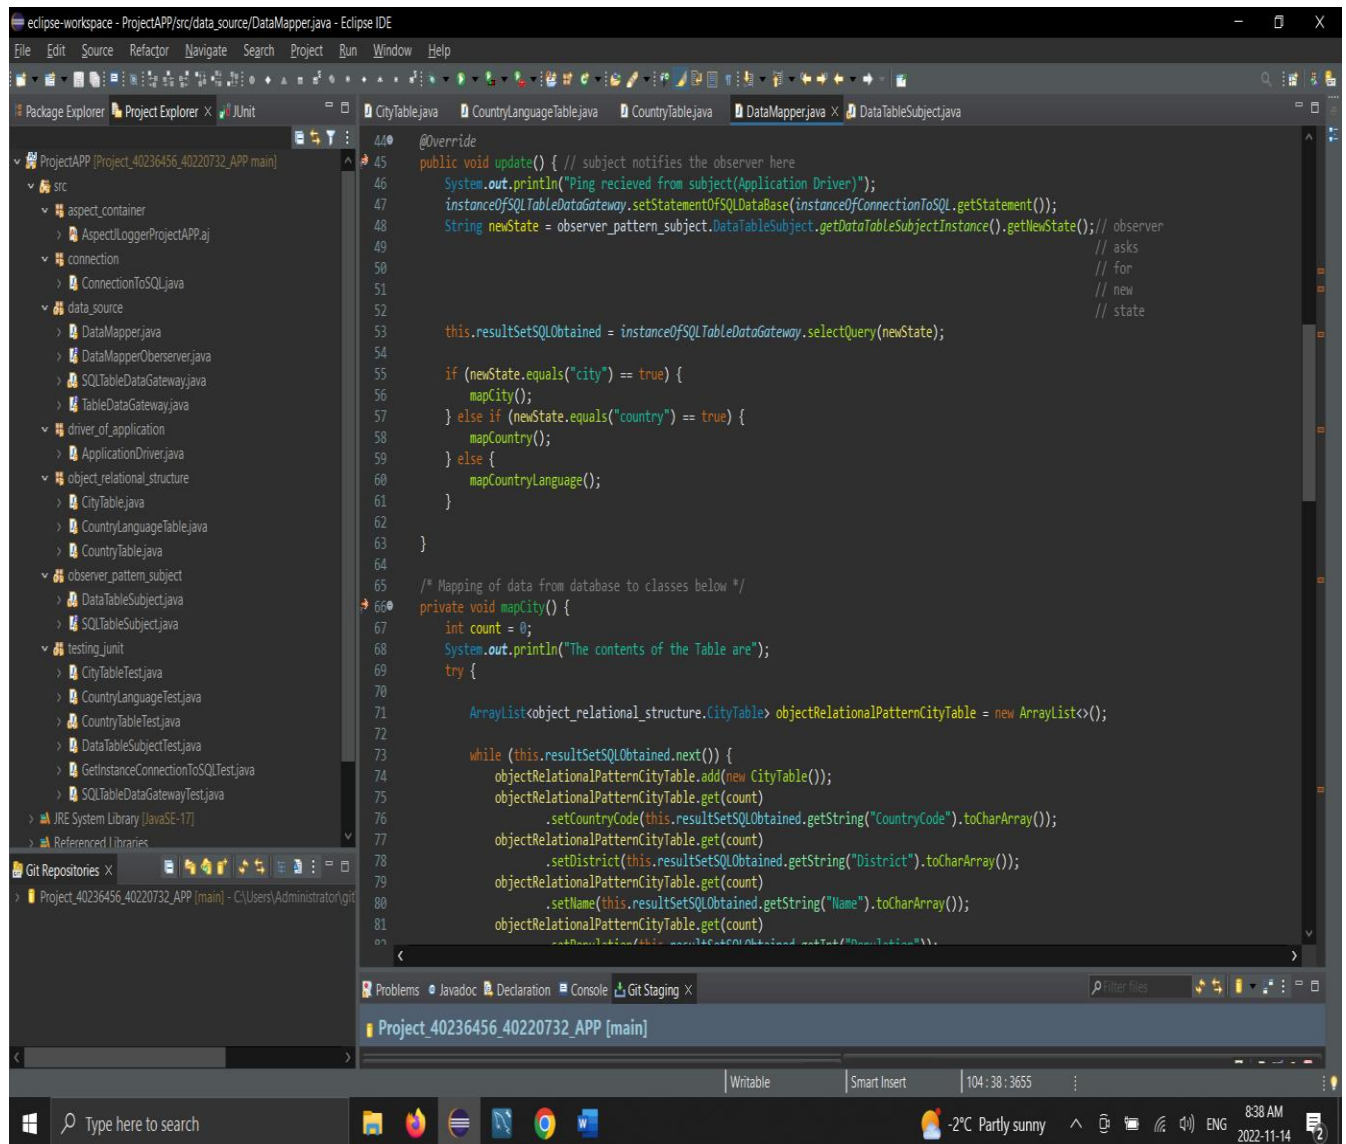 eclipse-workspace - ProjectAPP/src/data_source/DataMapper.java - Eclipse IDE
File Edit Source Refactor Navigate Search Project Run Window Help
Package Explorer Project Explorer JUnit
CityTable.java CountryLanguageTable.java CountryTable.java DataMapper.java DataTableSubject.java
ProjectAPP [Project_40236456_40220732_APP main]
src
aspect_container
AspectJLoggerProjectAPP.aj
connection
ConnectionToSQL.java
data_source
DataMapper.java
DataMapperOberserver.java
SQLTableDataGateway.java
TableDataGateway.java
driver_of_application
ApplicationDriver.java
object_relational_structure
CityTable.java
CountryLanguageTable.java
CountryTable.java
observer_pattern_subject
DataTableSubject.java
SQLTableSubject.java
testing_junit
CityTableTest.java
CountryLanguageTest.java
CountryTableTest.java
DataTableSubjectTest.java
GetInstanceConnectionToSQLTest.java
SQLTableDataGatewayTest.java
JRE System Library [JavaSE-17]
Referenced Libraries
Git Repositories
Project_40236456_40220732_APP [main] - C:\Users\Administrator\git
44 @Override
45 public void update() { // subject notifies the observer here
46 System.out.println("Ping recieved from subject(Application Driver)");
47 instanceOfSQLTableDataGateway.setStatementOfSQLDataBase(instanceOfConnectionToSQL.getStatement());
48 String newState = observer_pattern_subject.DataTableSubject.getDataTableSubjectInstance().getNewState();// observer
49 // asks
50 // for
51 // new
52 // state
53 this.resultSetSQLObtained = instanceOfSQLTableDataGateway.selectQuery(newState);
54
55 if (newState.equals("city") == true) {
56 mapCity();
57 } else if (newState.equals("country") == true) {
58 mapCountry();
59 } else {
60 mapCountryLanguage();
61 }
62
63 }
64
65 /* Mapping of data from database to classes below */
66 private void mapCity() {
67 int count = 0;
68 System.out.println("The contents of the Table are");
69 try {
70
71 ArrayList<object_relational_structure.CityTable> objectRelationalPatternCityTable = new ArrayList<>();
72
73 while (this.resultSetSQLObtained.next()) {
74 objectRelationalPatternCityTable.add(new CityTable());
75 objectRelationalPatternCityTable.get(count)
76 .setCountryCode(this.resultSetSQLObtained.getString("CountryCode").toCharArray());
77 objectRelationalPatternCityTable.get(count)
78 .setDistrict(this.resultSetSQLObtained.getString("District").toCharArray());
79 objectRelationalPatternCityTable.get(count)
80 .setName(this.resultSetSQLObtained.getString("Name").toCharArray());
81 objectRelationalPatternCityTable.get(count)
82 .setPopulation(this.resultSetSQLObtained.getInt("Population"));
Problems Javadoc Declaration Console Git Staging
Filter files
Project_40236456_40220732_APP [main]
Writable Smart Insert 104 : 38 : 3655
Type here to search
-2°C Partly sunny ENG 8:38 AM
2022-11-14
2